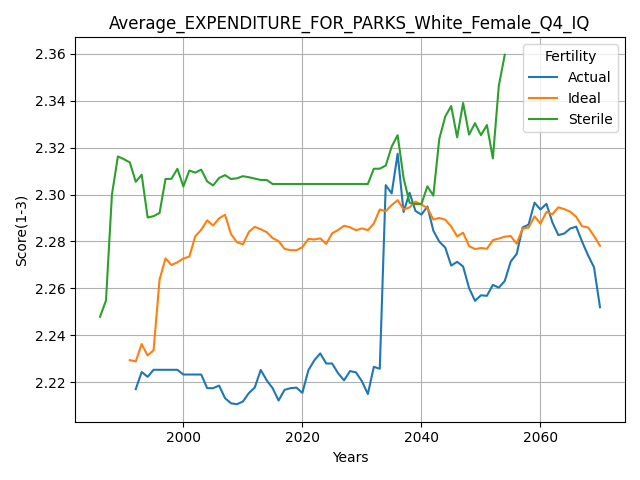 Average_EXPENDITURE_FOR_PARKS_White_Female_Q4_IQ
Fertility
Actual
Ideal
Sterile
Score(1-3)
2.36
2.34
2.32
2.30
2.28
2.26
2.24
2.22
2000
2020
2040
2060
Years